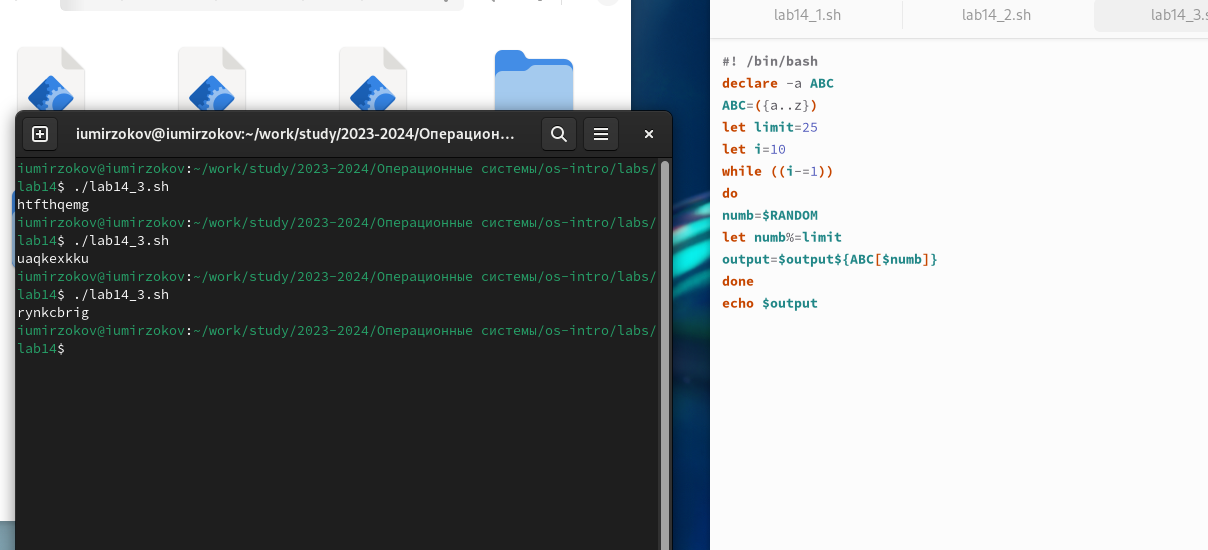 lab14_1.sh
lab14_2.sh
lab14_3.s
iumirzokov@iumirzokov:~/work/study/2023-2024/Операцион...
iumirzokov@iumirzokov:~/work/study/2023-2024/Операционные системы/os-intro/labs/
lab14$ ./lab14_3.sh
htfthqemg
iumirzokov@iumirzokov:~/work/study/2023-2024/Операционные системы/os-intro/labs/
lab14$ ./lab14_3.sh
uaqkexkku
iumirzokov@iumirzokov:~/work/study/2023-2024/Операционные системы/os-intro/labs/
lab14$ ./lab14_3.sh
rynkcbrig
iumirzokov@iumirzokov:~/work/study/2023-2024/Операционные системы/os-intro/labs/
lab14$
#! /bin/bash
declare -a ABC
ABC=({a..z})
let limit=25
let i=10
while ((i-=1))
do
numb=$RANDOM
let numb%=limit
output=$output${ABC[$numb]}
done
echo $output